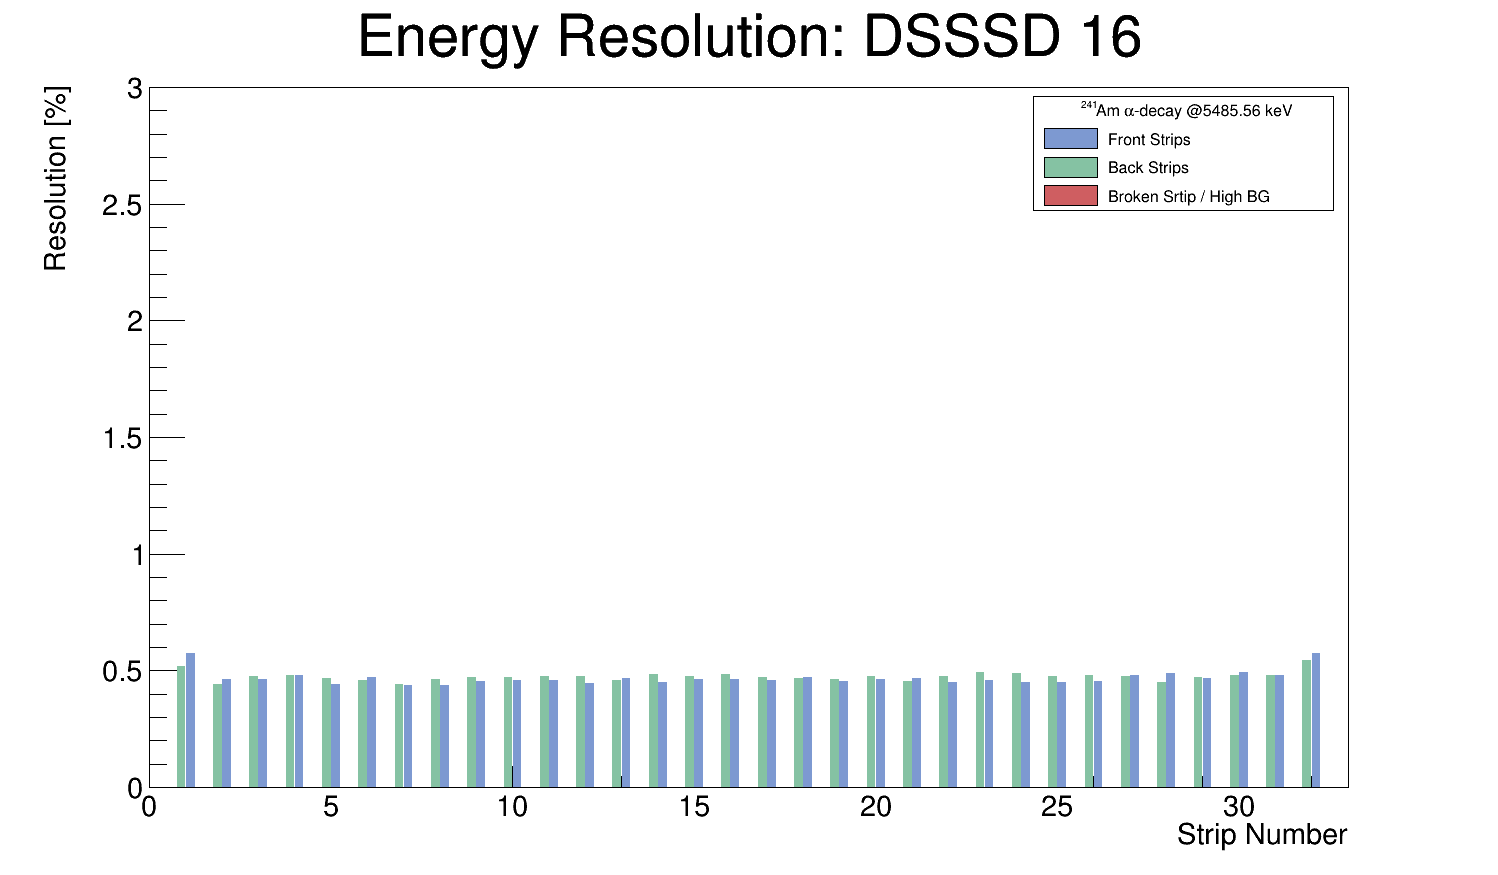 Energy Resolution: DSSSD 16
Resolution [%]
3
2.5
2
1.5
1
0.5
0
²⁴¹Am α-decay @5485.56 keV
Front Strips
Back Strips
Broken Srtip / High BG
0 5 10 15 20 25 30
Strip Number